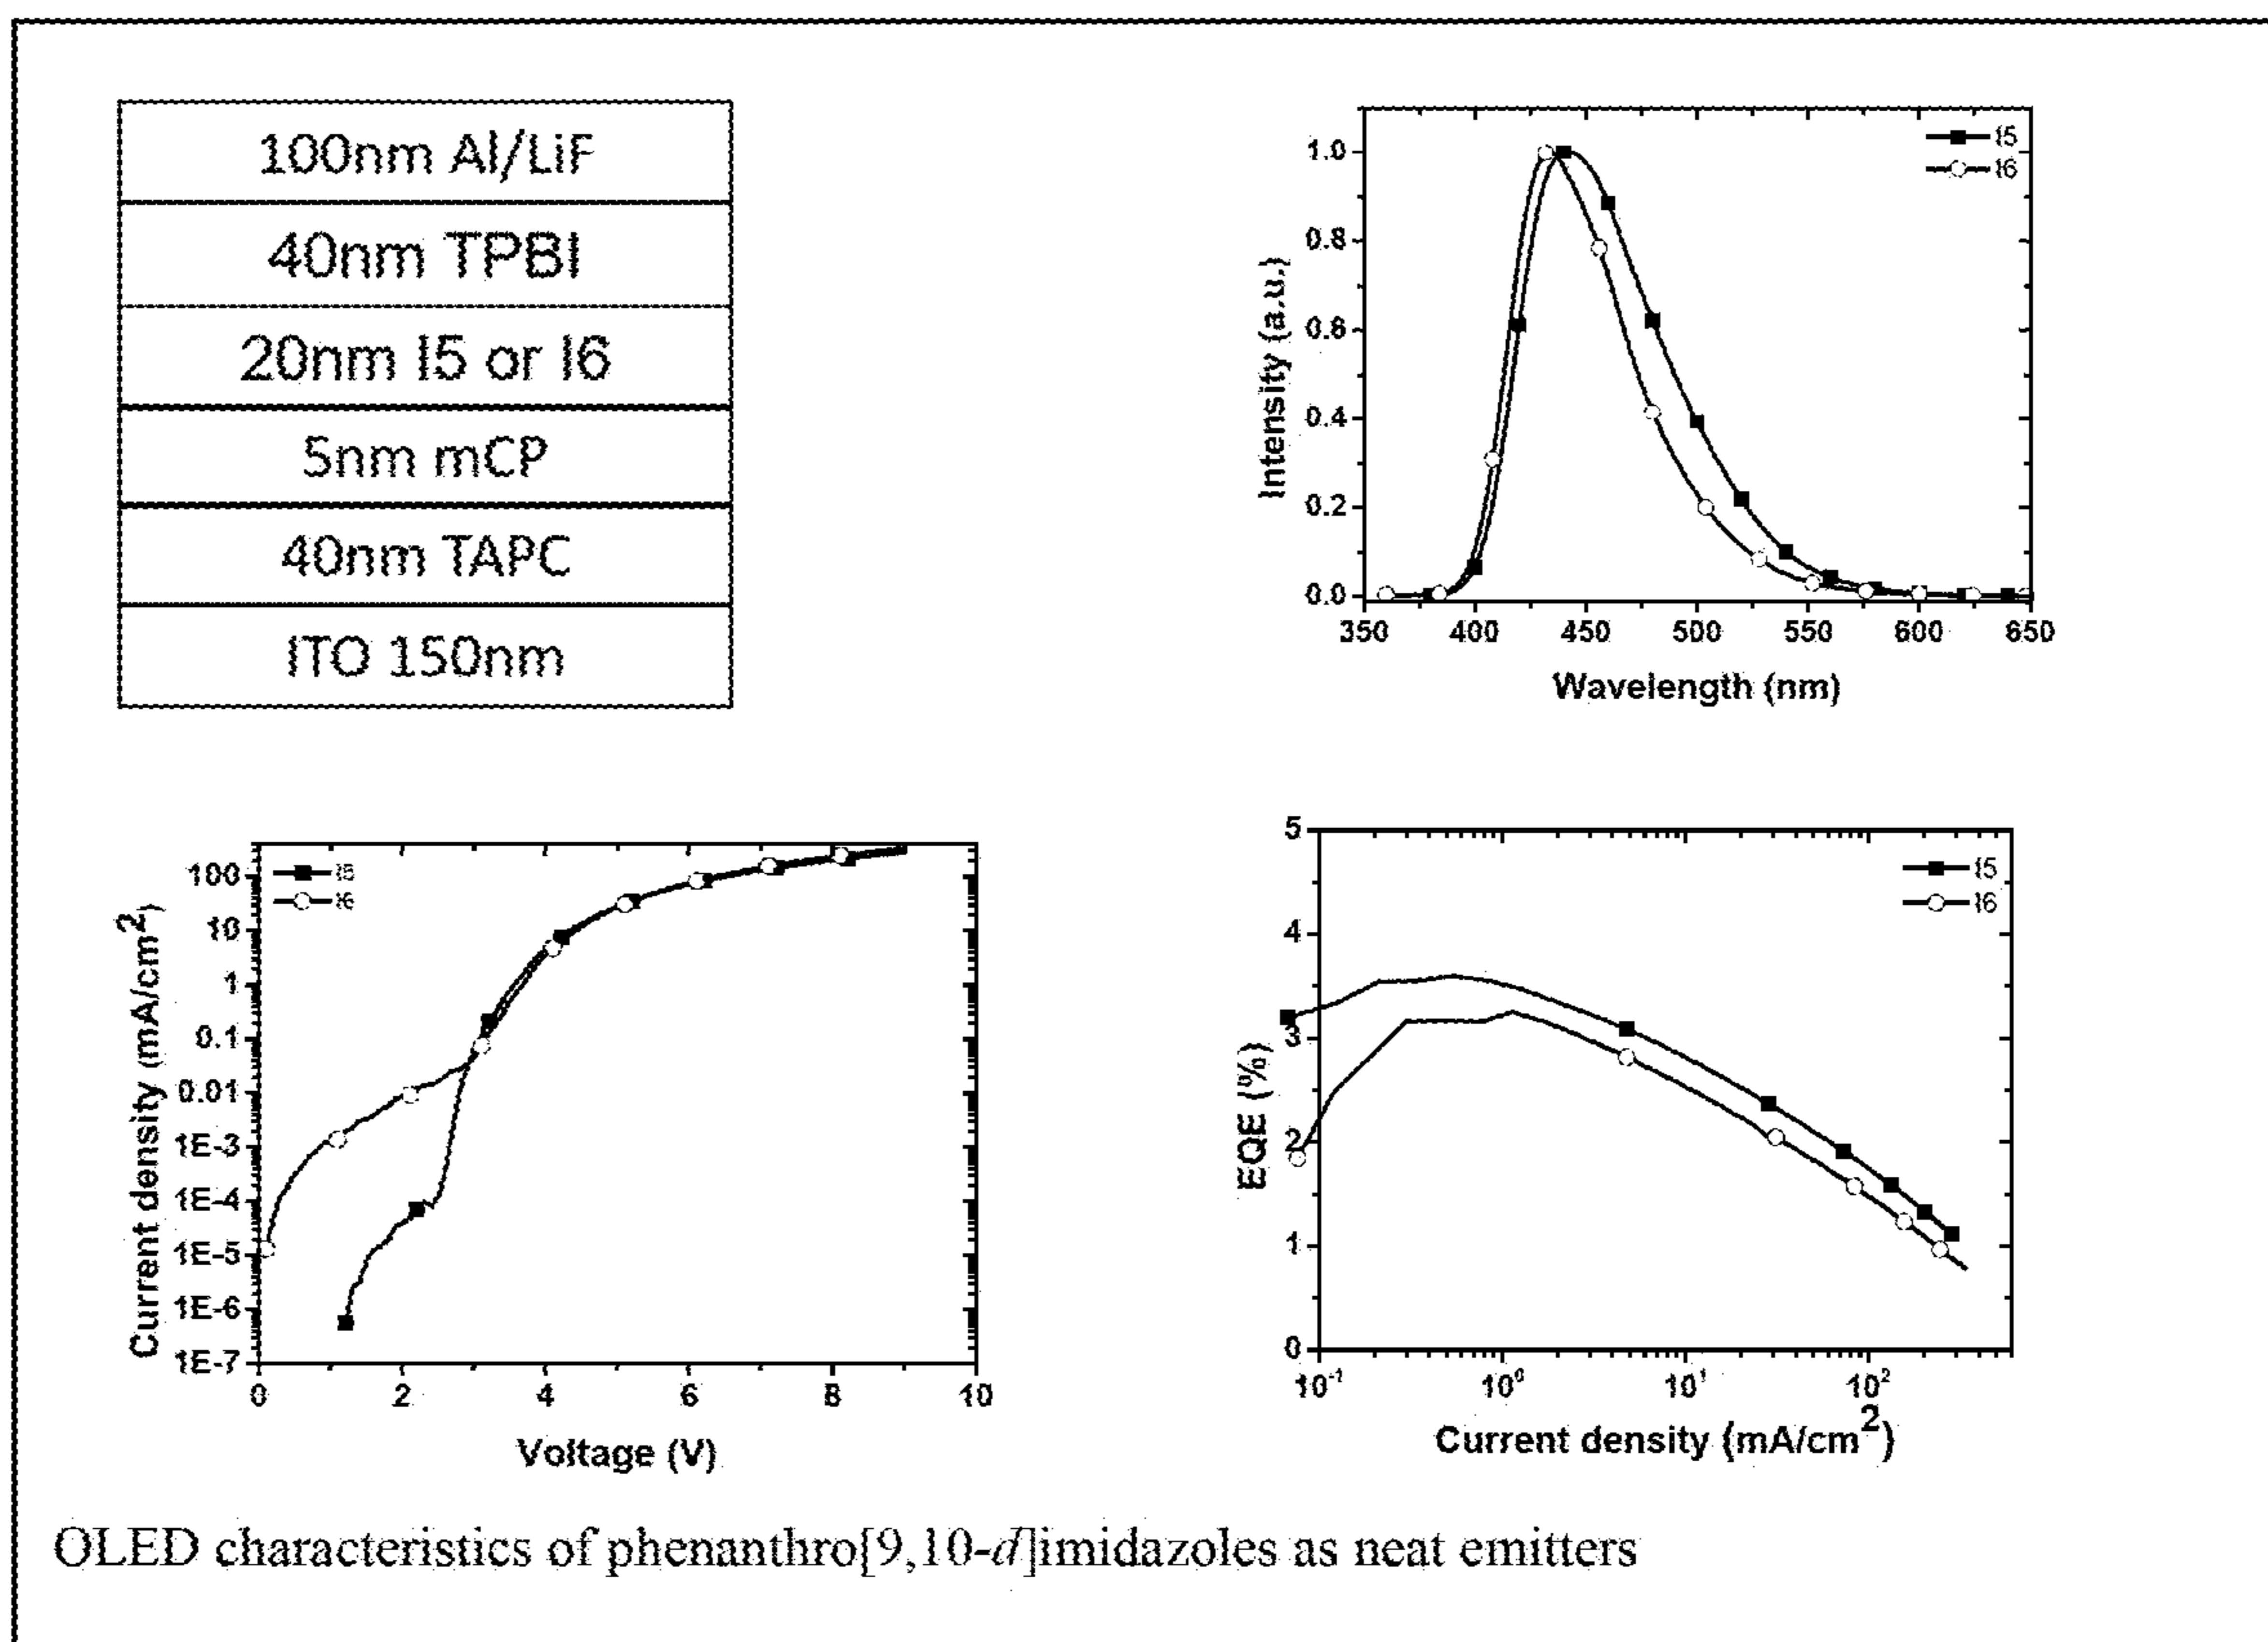 100nm Al/LiF
40nm TPBI
20nm I5 or I6
5nm mCP
40nm TAPC
ITO 150nm
I5
I6
1.0
0.8
0.6
0.4
0.2
0.0
Intensity (a.u.)
350 400 450 500 550 600 650
Wavelength (nm)
I5
I6
100
10
1
0.1
0.01
1E-3
1E-4
1E-5
1E-6
1E-7
Current density (mA/cm²)
0 2 4 6 8 10
Voltage (V)
I5
I6
5
4
3
2
1
0
EQE (%)
10⁻¹ 10⁰ 10¹ 10²
Current density (mA/cm²)
OLED characteristics of phenanthro[9,10-d]imidazoles as neat emitters